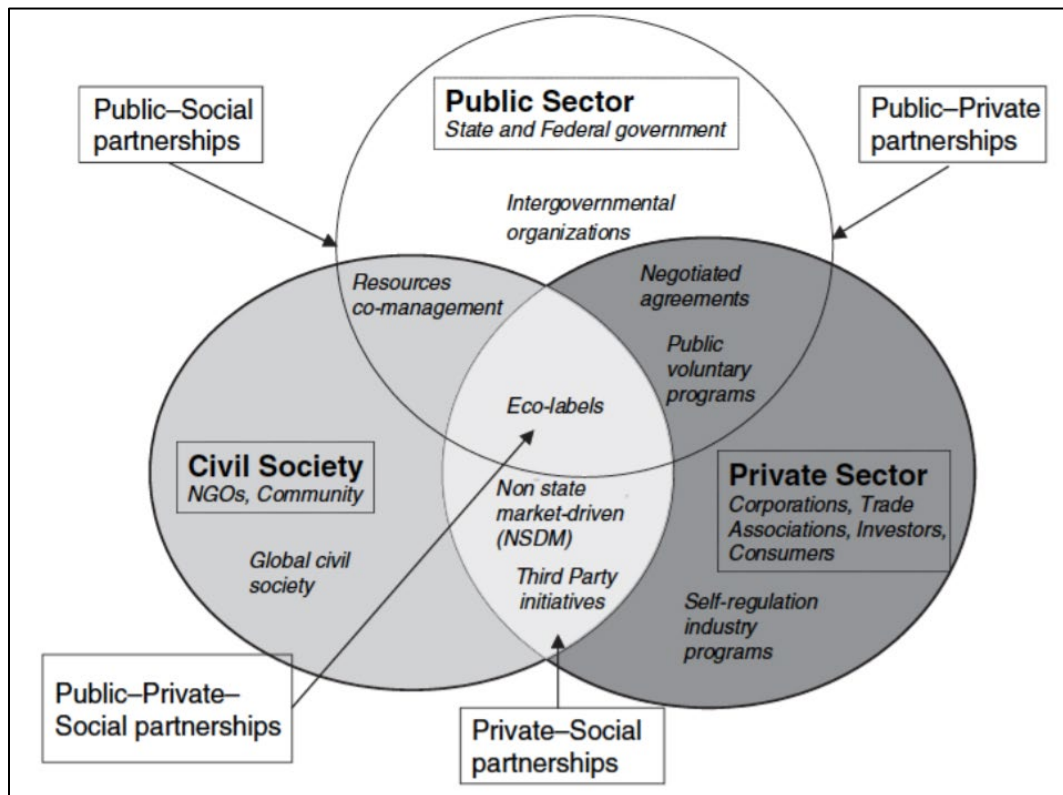 Public Sector
State and Federal government
Public–Social
partnerships
Public–Private
partnerships
Intergovernmental
organizations
Resources
co-management
Negotiated
agreements
Public
voluntary
programs
Eco-labels
Civil Society
NGOs, Community
Private Sector
Corporations, Trade
Associations, Investors,
Consumers
Non state
market-driven
(NSDM)
Global civil
society
Third Party
initiatives
Self-regulation
industry
programs
Public–Private–
Social partnerships
Private–Social
partnerships